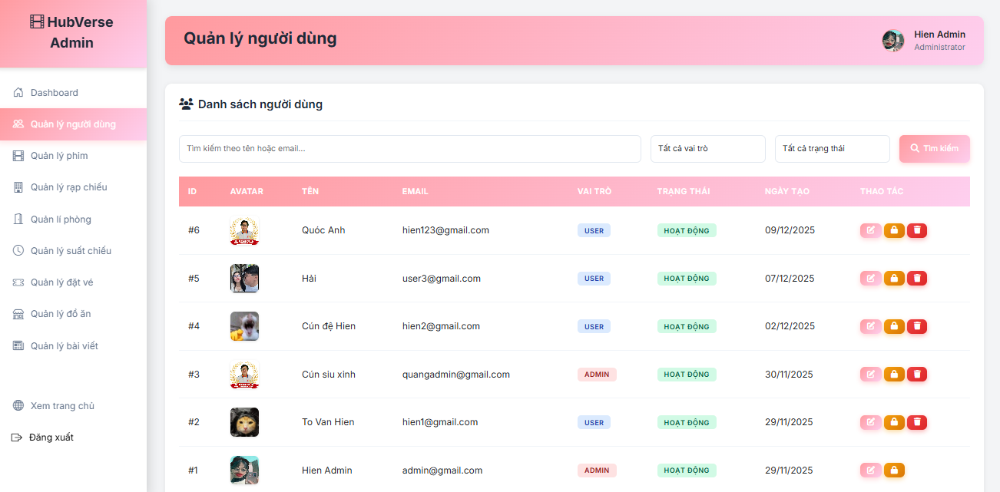 HubVerse
Admin
Dashboard
Quản lý người dùng
Quản lý phim
Quản lý rạp chiếu
Quản lí phòng
Quản lý suất chiếu
Quản lý đặt vé
Quản lý đồ ăn
Quản lý bài viết
Xem trang chủ
Đăng xuất
Quản lý người dùng
Hien Admin
Administrator
Danh sách người dùng
Tìm kiếm theo tên hoặc email... Tất cả vai trò Tất cả trạng thái Tìm kiếm
ID AVATAR TÊN EMAIL VAI TRÒ TRẠNG THÁI NGÀY TẠO THAO TÁC
#6 Quóc Anh hien123@gmail.com USER HOẠT ĐỘNG 09/12/2025
#5 Hải user3@gmail.com USER HOẠT ĐỘNG 07/12/2025
#4 Cún đệ Hien hien2@gmail.com USER HOẠT ĐỘNG 02/12/2025
#3 Cún siu xinh quangadmin@gmail.com ADMIN HOẠT ĐỘNG 30/11/2025
#2 To Van Hien hien1@gmail.com USER HOẠT ĐỘNG 29/11/2025
#1 Hien Admin admin@gmail.com ADMIN HOẠT ĐỘNG 29/11/2025